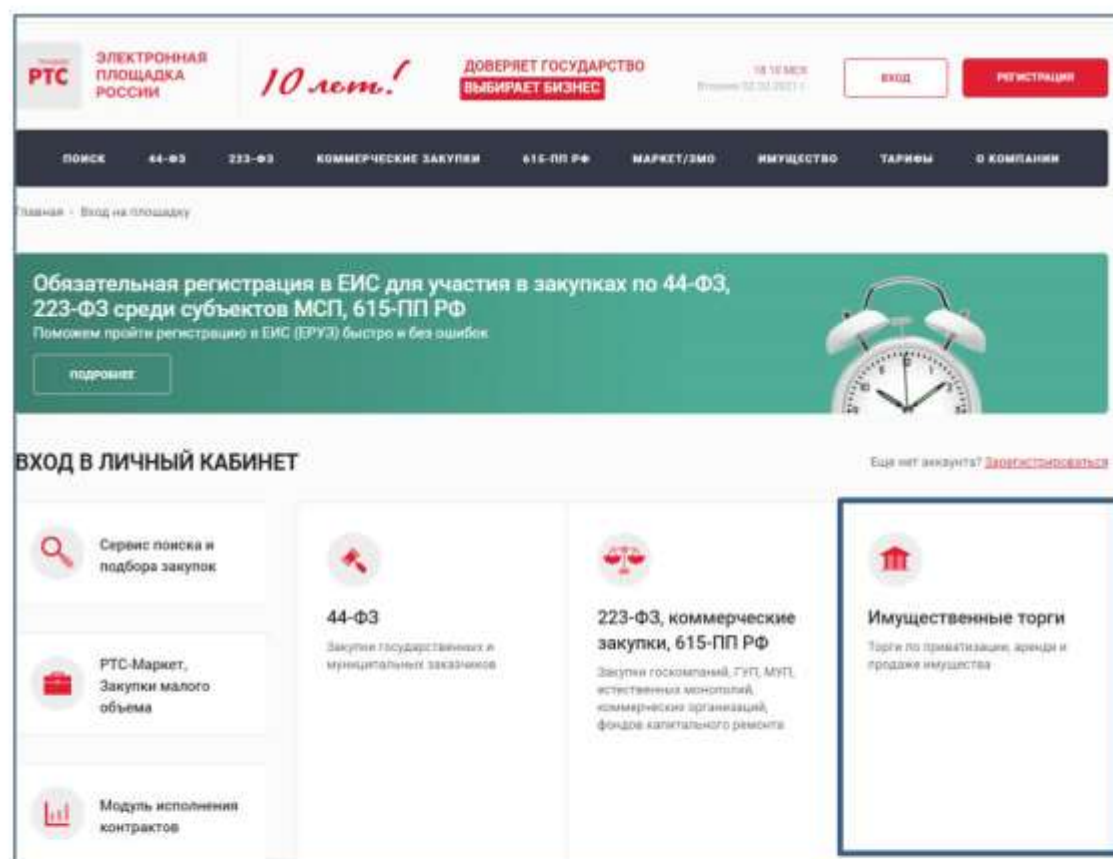 РТС
ЭЛЕКТРОННАЯ
ПЛОЩАДКА
РОССИИ
10 лет!
ДОВЕРЯЕТ ГОСУДАРСТВО
ВЫБИРАЕТ БИЗНЕС
ВХОД
РЕГИСТРАЦИЯ
ПОИСК 44-ФЗ 223-ФЗ КОММЕРЧЕСКИЕ ЗАКУПКИ 615-ПП РФ МАРКЕТ/ЗМО ИМУЩЕСТВО ТАРИФЫ О КОМПАНИИ
Главная - Вход на площадку
Обязательная регистрация в ЕИС для участия в закупках по 44-ФЗ,
223-ФЗ среди субъектов МСП, 615-ПП РФ
Поможем пройти регистрацию в ЕИС (ЕРУЗ) быстро и без ошибок
ПОДРОБНЕЕ
ВХОД В ЛИЧНЫЙ КАБИНЕТ
Еще нет аккаунта? Зарегистрироваться
Сервис поиска и
подбора закупок
РТС-Маркет,
Закупки малого
объема
Модуль исполнения
контрактов
44-ФЗ
Закупки государственных и
муниципальных заказчиков
223-ФЗ, коммерческие
закупки, 615-ПП РФ
Закупки госкомпаний, ГУП, МУП,
естественных монополий,
коммерческих организаций,
фондов капитального ремонта
Имущественные торги
Торги по приватизации, аренде и
продаже имущества